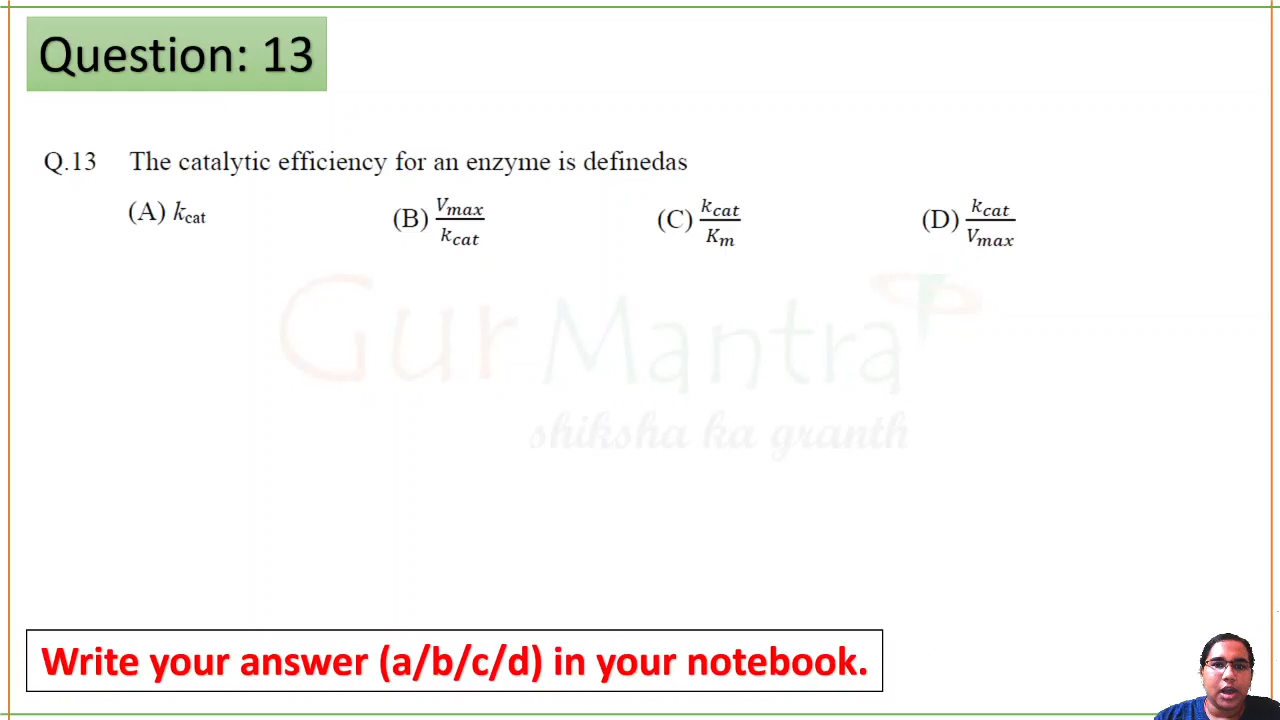 Question: 13
Q.13 The catalytic efficiency for an enzyme is definedas
(A) kcat (B) Vmax/kcat (C) kcat/Km (D) kcat/Vmax
GurMantra
shiksha ka granth
Write your answer (a/b/c/d) in your notebook.